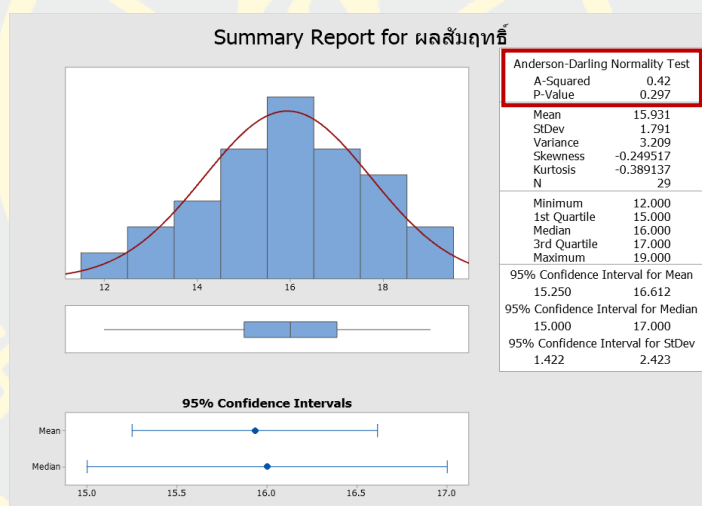 Summary Report for ผลสัมฤทธิ์
Anderson-Darling Normality Test
A-Squared 0.42
P-Value 0.297
Mean 15.931
StDev 1.791
Variance 3.209
Skewness -0.249517
Kurtosis -0.389137
N 29
Minimum 12.000
1st Quartile 15.000
Median 16.000
3rd Quartile 17.000
Maximum 19.000
95% Confidence Interval for Mean
15.250 16.612
95% Confidence Interval for Median
15.000 17.000
95% Confidence Interval for StDev
1.422 2.423
12 14 16 18
95% Confidence Intervals
Mean
Median
15.0 15.5 16.0 16.5 17.0